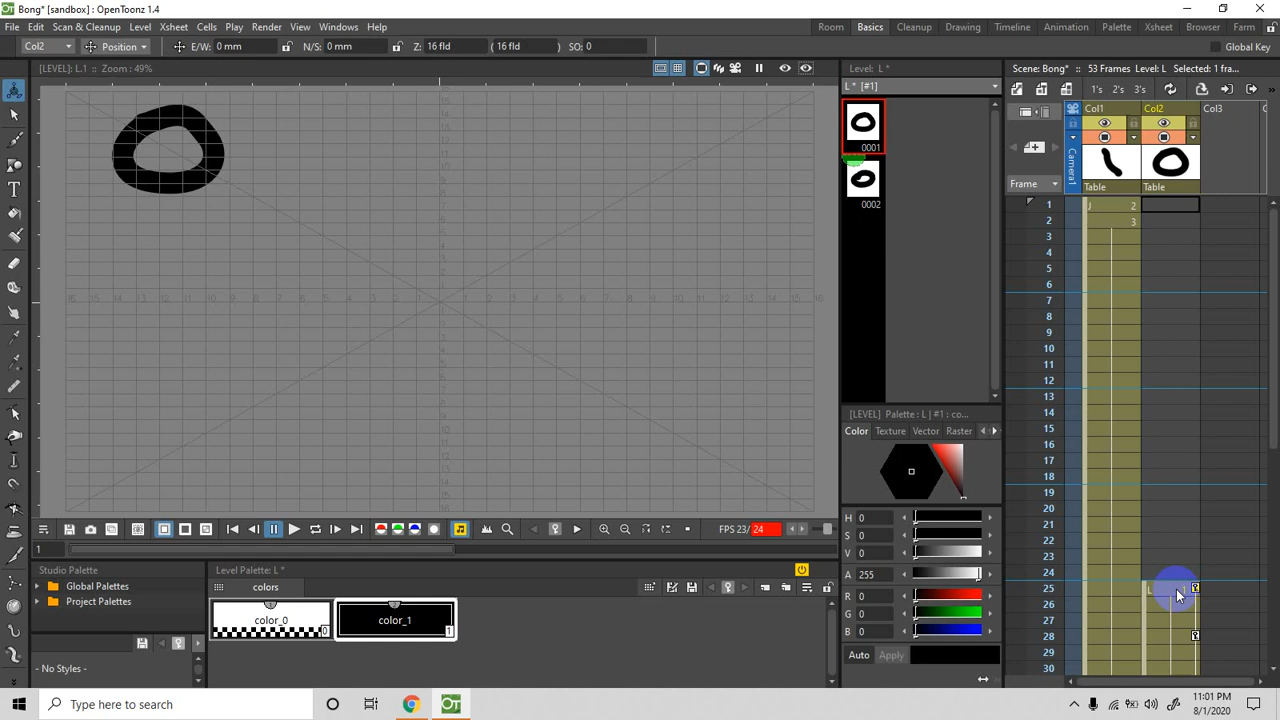 Bong* [sandbox] : OpenToonz 1.4
File Edit Scan & Cleanup Level Xsheet Cells Play Render View Windows Help
Room Basics Cleanup Drawing Timeline Animation Palette Xsheet Browser Farm
Col2 Position E/W: 0 mm N/S: 0 mm Z: 16 fld ( 16 fld ) SO: 0 Global Key
[LEVEL]: L.1 :: Zoom : 49%
Level: L *
Scene: Bong* :: 53 Frames Level: L Selected: 1 fra...
L * [#1]
1's 2's 3's
Col1 Col2 Col3
0001
0002
Camera1
Table Table
Frame
1 J 2
2 3
3
4
5
6
7
8
9
10
11
12
13
14
15
16
17
18
19
20
21
22
23
24
25 L
26
27
28
29
30
[LEVEL] Palette : L | #1 : co...
Color Texture Vector Raster
H 0
S 0
V 0
A 255
R 0
G 0
B 0
Auto Apply
FPS 23/ 24
1
Studio Palette
Global Palettes
Project Palettes
- No Styles -
Level Palette: L *
colors
color_0 0
color_1 1
Type here to search
11:01 PM
8/1/2020